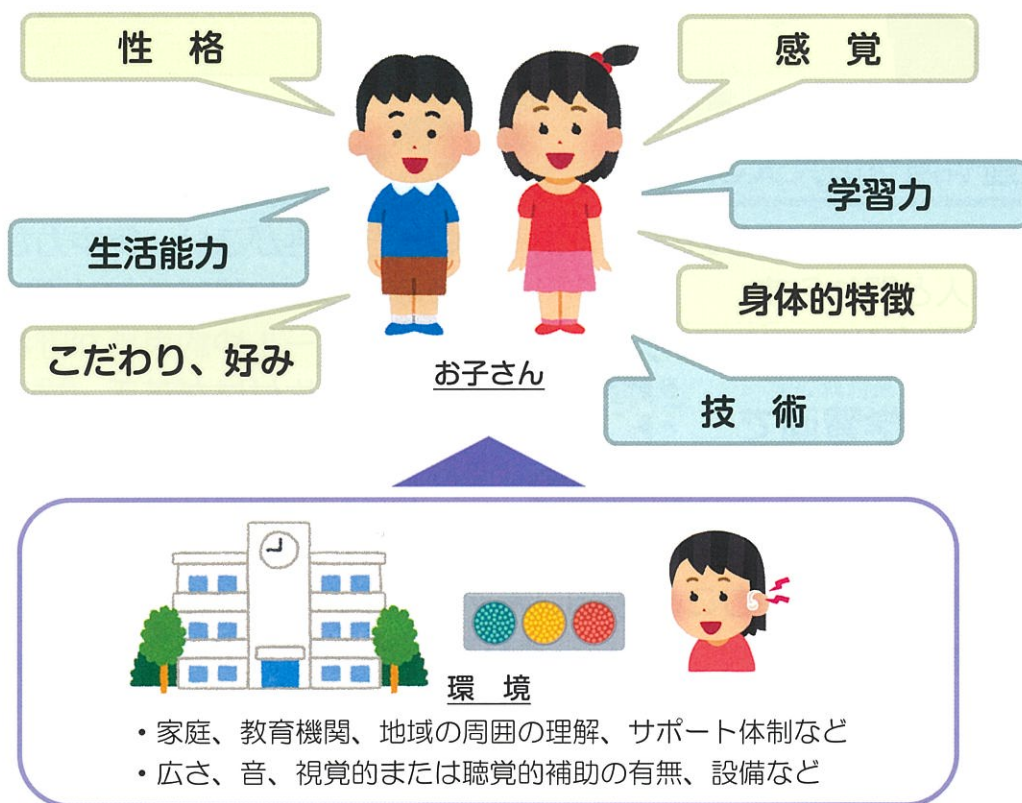 性　格
感　覚
学習力
生活能力
身体的特徴
こだわり、好み
お子さん
技　術
環　境
・家庭、教育機関、地域の周囲の理解、サポート体制など
・広さ、音、視覚的または聴覚的補助の有無、設備など